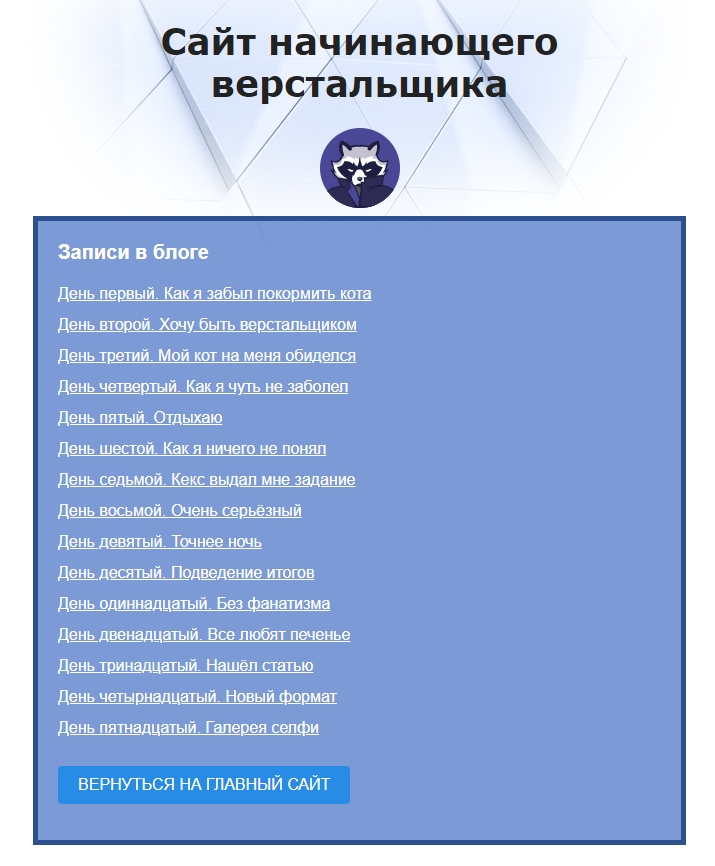 Сайт начинающего
верстальщика
Записи в блоге
День первый. Как я забыл покормить кота
День второй. Хочу быть верстальщиком
День третий. Мой кот на меня обиделся
День четвертый. Как я чуть не заболел
День пятый. Отдыхаю
День шестой. Как я ничего не понял
День седьмой. Кекс выдал мне задание
День восьмой. Очень серьёзный
День девятый. Точнее ночь
День десятый. Подведение итогов
День одиннадцатый. Без фанатизма
День двенадцатый. Все любят печенье
День тринадцатый. Нашёл статью
День четырнадцатый. Новый формат
День пятнадцатый. Галерея селфи
ВЕРНУТЬСЯ НА ГЛАВНЫЙ САЙТ